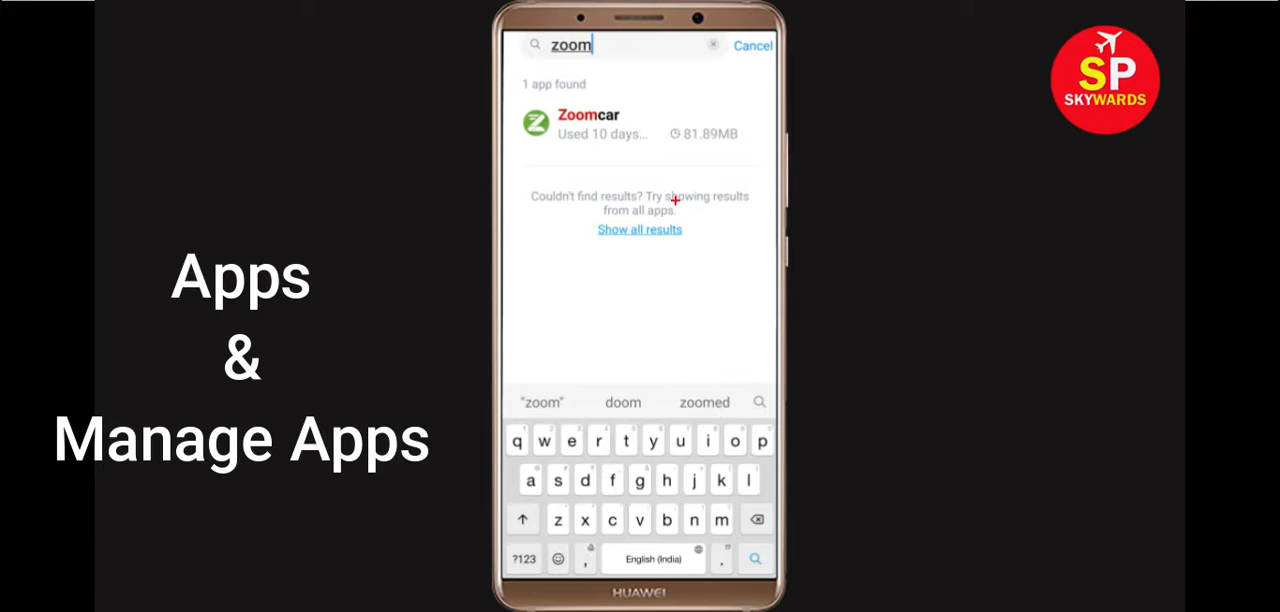 zoom
Cancel
1 app found
Zoomcar
Used 10 days... 81.89MB
Couldn't find results? Try showing results
from all apps.
Show all results
Apps
&
Manage Apps
SP
SKYWARDS
"zoom" doom zoomed
q w e r t y u i o p
a s d f g h j k l
z x c v b n m
?123 , English (India) .
HUAWEI